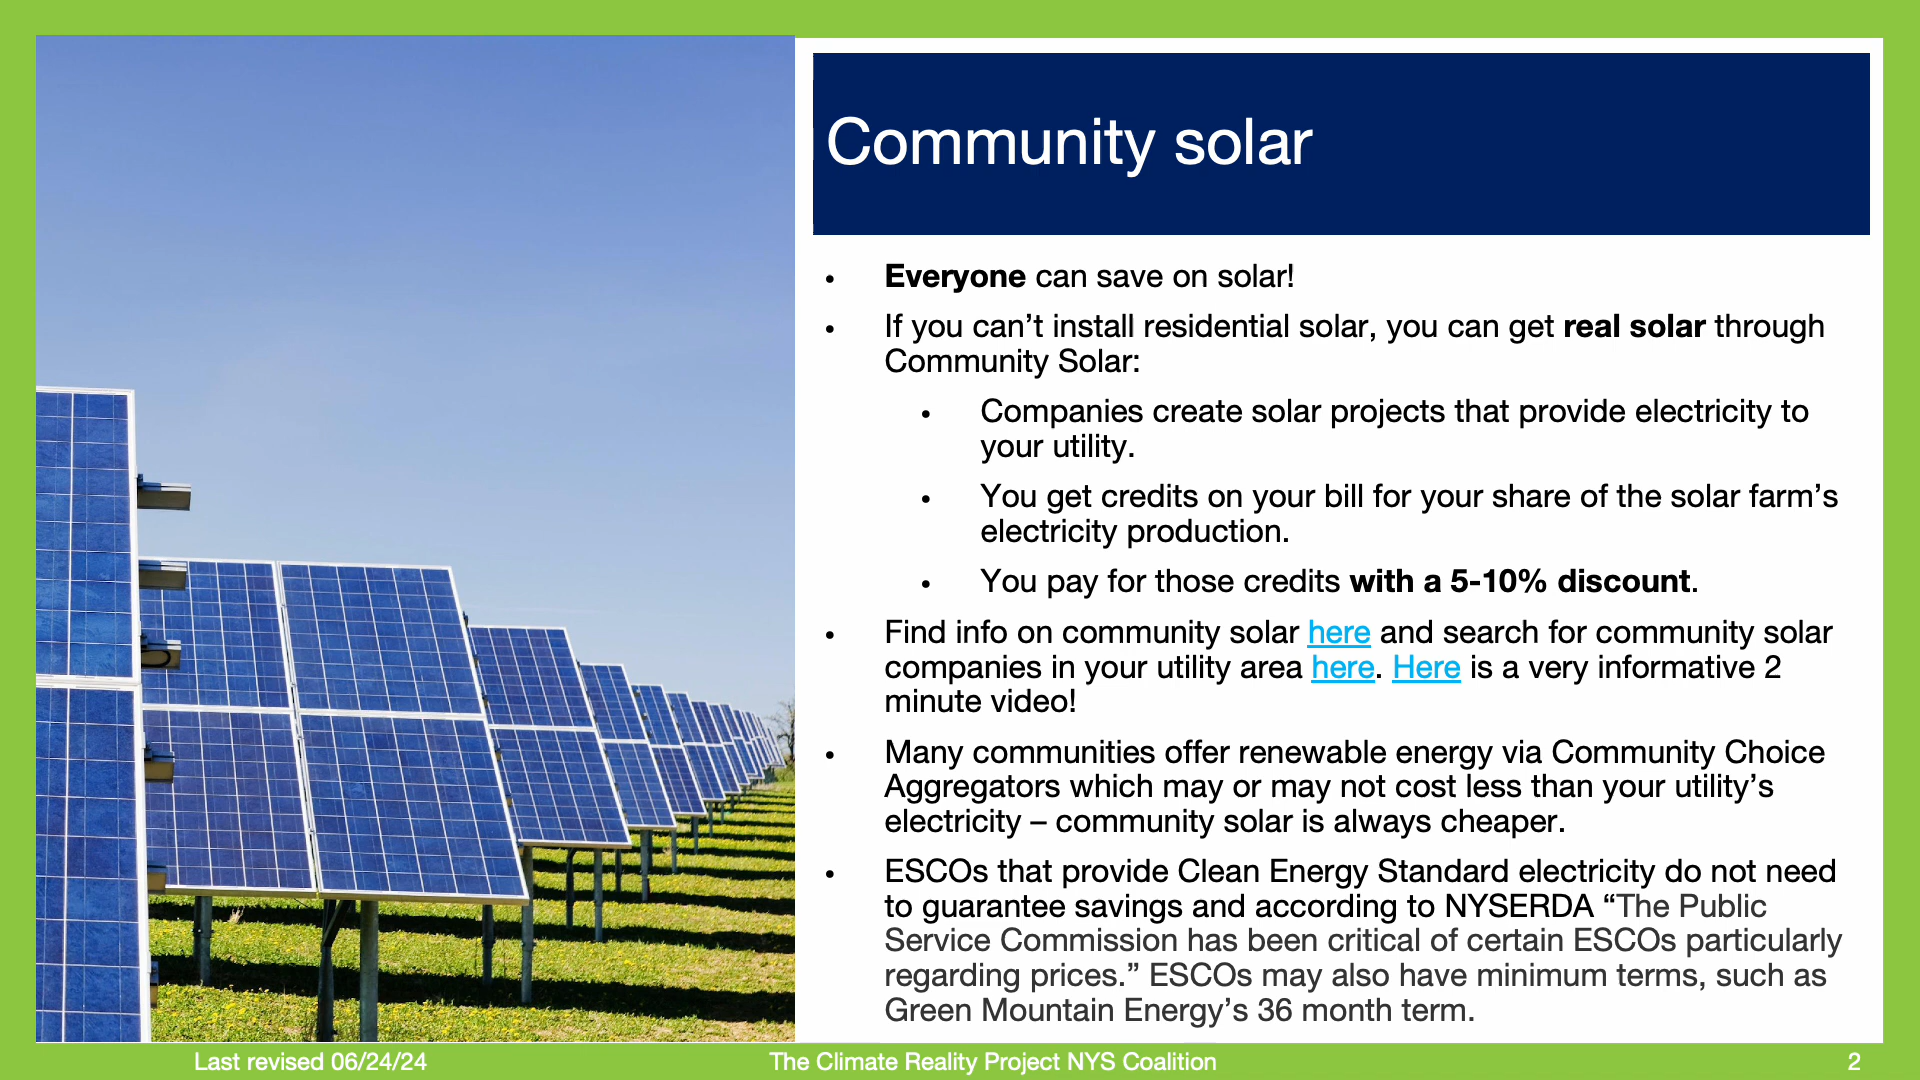 Community solar
• Everyone can save on solar!
• If you can’t install residential solar, you can get real solar through
Community Solar:
• Companies create solar projects that provide electricity to
your utility.
• You get credits on your bill for your share of the solar farm’s
electricity production.
• You pay for those credits with a 5-10% discount.
• Find info on community solar here and search for community solar
companies in your utility area here. Here is a very informative 2
minute video!
• Many communities offer renewable energy via Community Choice
Aggregators which may or may not cost less than your utility’s
electricity – community solar is always cheaper.
• ESCOs that provide Clean Energy Standard electricity do not need
to guarantee savings and according to NYSERDA “The Public
Service Commission has been critical of certain ESCOs particularly
regarding prices.” ESCOs may also have minimum terms, such as
Green Mountain Energy’s 36 month term.
Last revised 06/24/24
The Climate Reality Project NYS Coalition
2